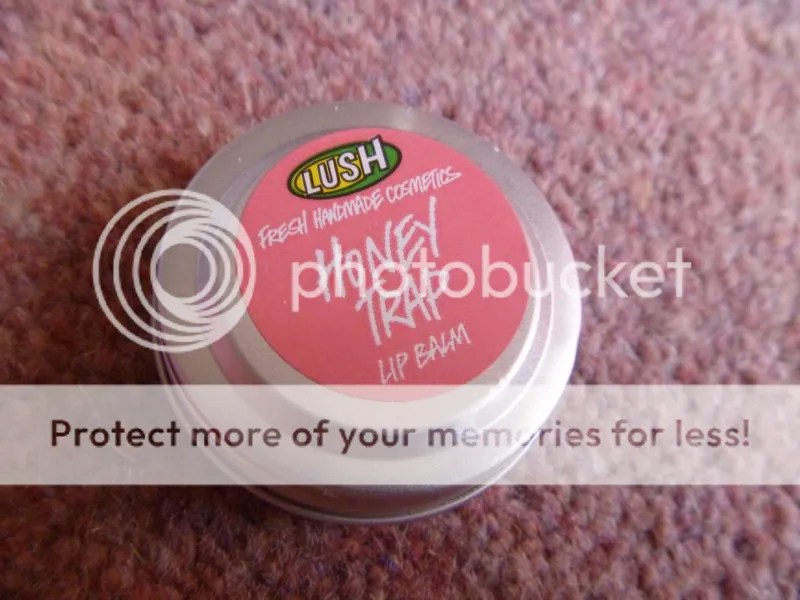 LUSH
FRESH HANDMADE COSMETICS
HONEY
TRAP
LIP BALM
photobucket
Protect more of your memories for less!